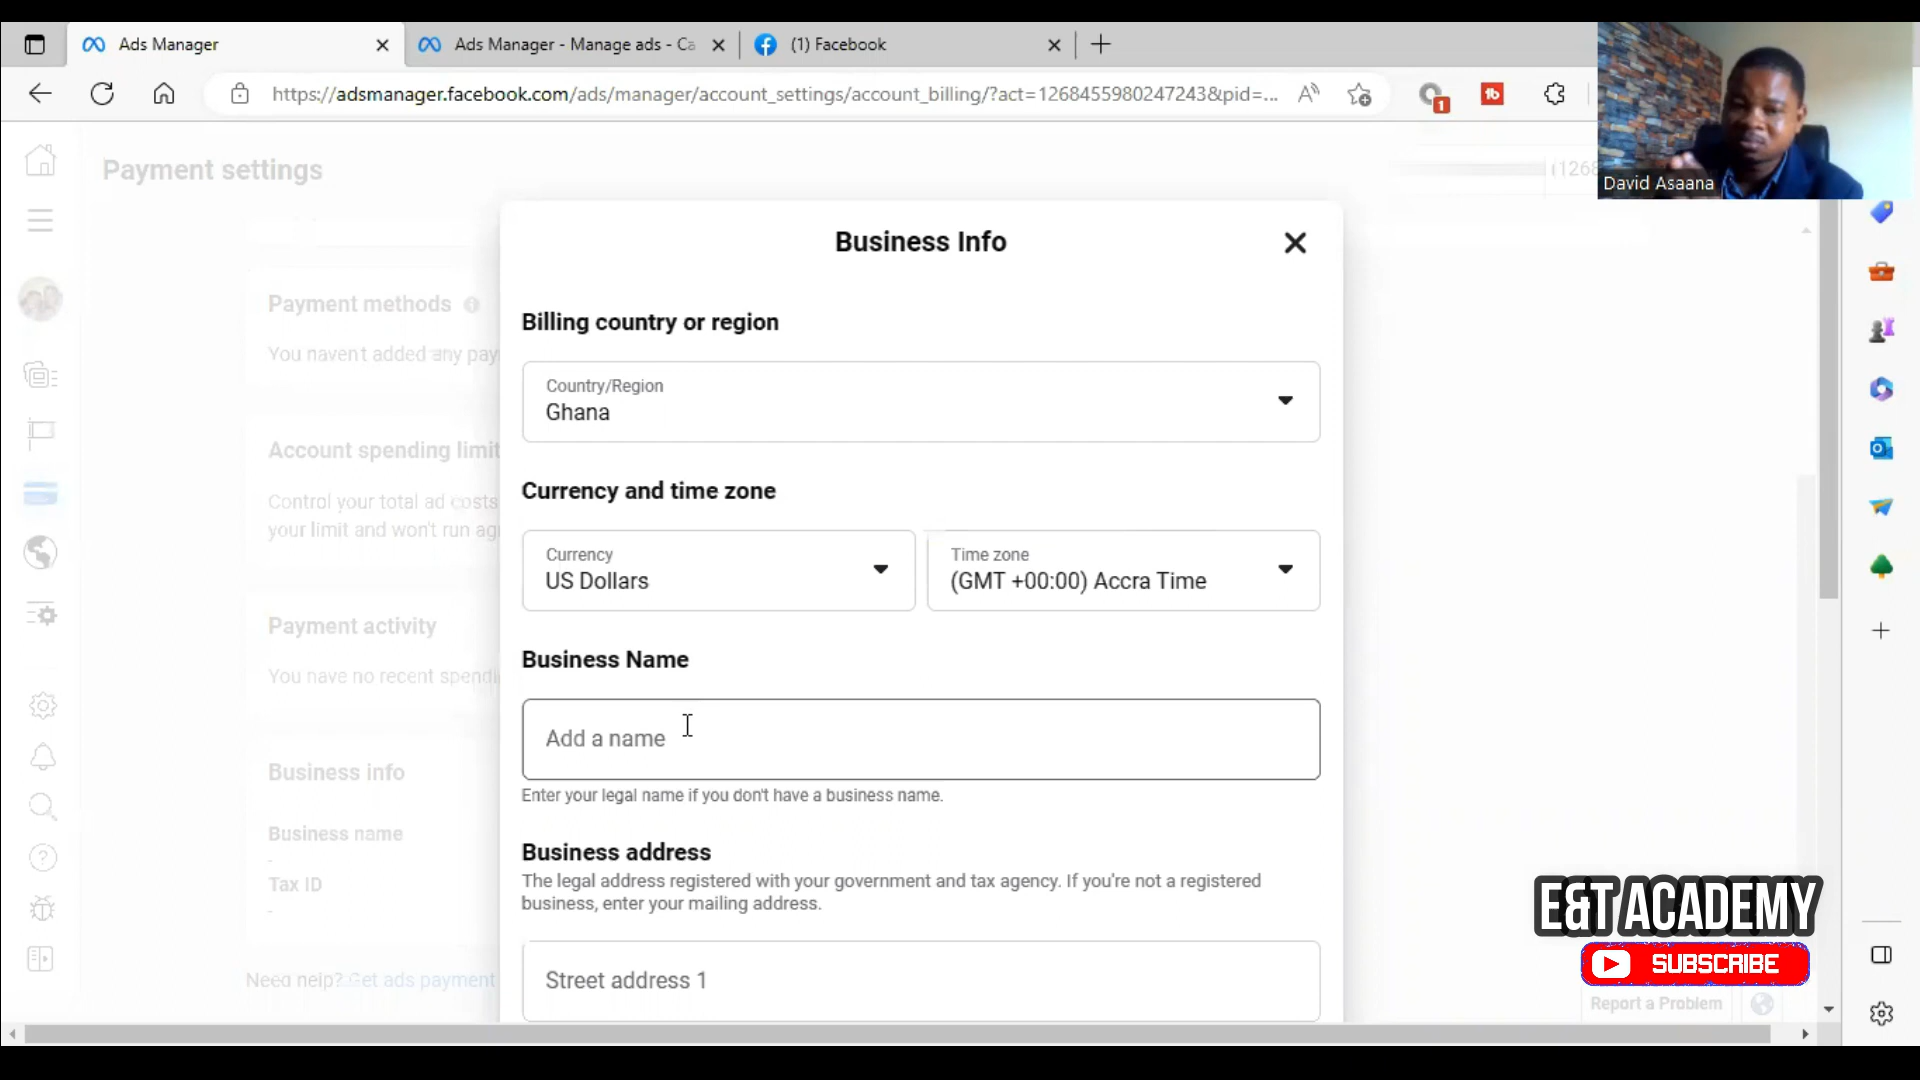 Ads Manager
Ads Manager - Manage ads - Ca
(1) Facebook
https://adsmanager.facebook.com/ads/manager/account_settings/account_billing/?act=1268455980247243&pid=...
1
David Asaana
Payment settings
(1268
Business Info
Billing country or region
Country/Region
Ghana
Currency and time zone
Currency
US Dollars
Time zone
(GMT +00:00) Accra Time
Business Name
Add a name
Enter your legal name if you don't have a business name.
Business address
The legal address registered with your government and tax agency. If you're not a registered
business, enter your mailing address.
Street address 1
Payment methods
You haven't added any pay
Account spending limit
Control your total ad costs
your limit and won't run ag
Payment activity
You have no recent spendi
Business info
Business name
-
Tax ID
-
Need help? Get ads payment
E&T ACADEMY
SUBSCRIBE
Report a Problem